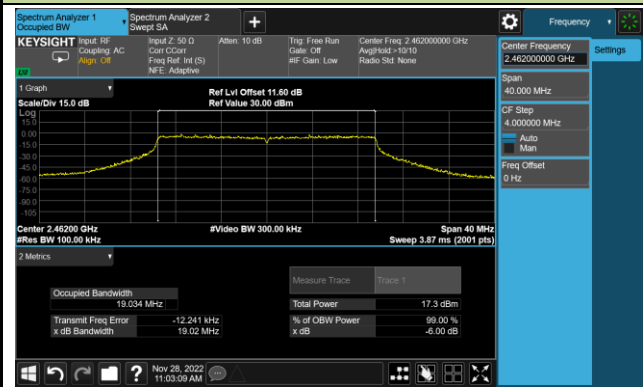 Spectrum Analyzer 1
Occupied BW
Spectrum Analyzer 2
Swept SA
Frequency
KEYSIGHT
Input: RF
Coupling: AC
Align: Off
Input Z: 50 Ω
Corr CCorr
Freq Ref: Int (S)
NFE: Adaptive
Atten: 10 dB
Trig: Free Run
Gate: Off
#IF Gain: Low
Center Freq: 2.462000000 GHz
Avg|Hold:>10/10
Radio Std: None
LW
Center Frequency
2.462000000 GHz
Settings
Span
40.000 MHz
CF Step
4.000000 MHz
Auto
Man
Freq Offset
0 Hz
1 Graph
Scale/Div 15.0 dB
Ref Lvl Offset 11.60 dB
Ref Value 30.00 dBm
Log
15.0
0.00
-15.0
-30.0
-45.0
-60.0
-75.0
-90.0
-105
Center 2.46200 GHz
#Video BW 300.00 kHz
Span 40 MHz
#Res BW 100.00 kHz
Sweep 3.87 ms (2001 pts)
2 Metrics
Measure Trace
Trace 1
Occupied Bandwidth
19.034 MHz
Total Power
17.3 dBm
Transmit Freq Error
-12.241 kHz
% of OBW Power
99.00 %
x dB Bandwidth
19.02 MHz
x dB
-6.00 dB
Nov 28, 2022
11:03:09 AM